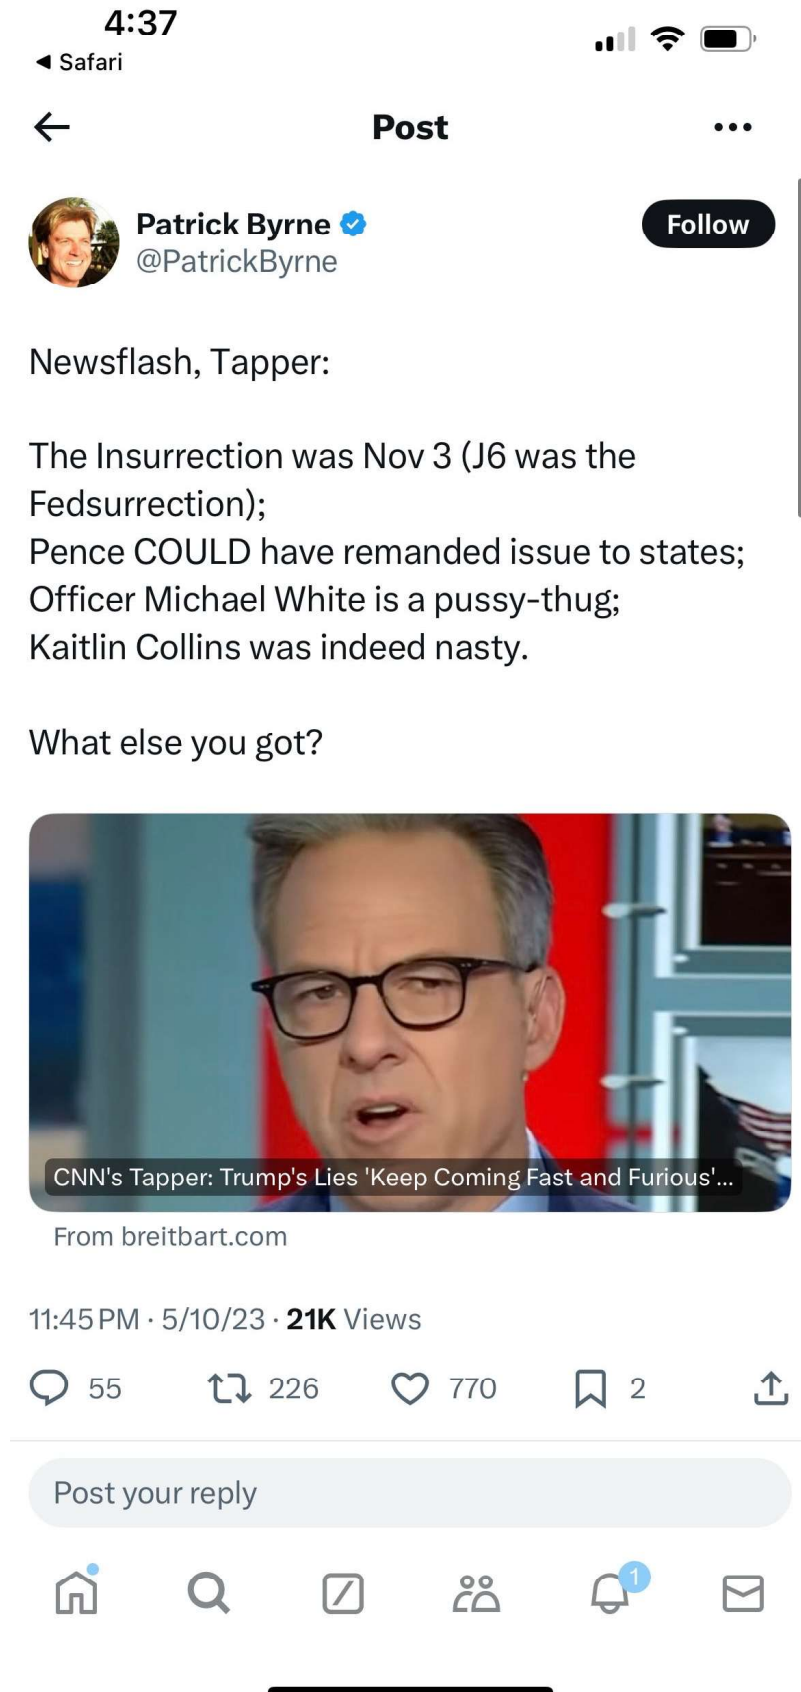 4:37
◄ Safari
Post
Patrick Byrne
Follow
@PatrickByrne
Newsflash, Tapper:
The Insurrection was Nov 3 (J6 was the
Fedsurrection);
Pence COULD have remanded issue to states;
Officer Michael White is a pussy-thug;
Kaitlin Collins was indeed nasty.
What else you got?
CNN's Tapper: Trump's Lies 'Keep Coming Fast and Furious'...
From breitbart.com
11:45 PM · 5/10/23 · 21K Views
55 226 770 2
Post your reply
1